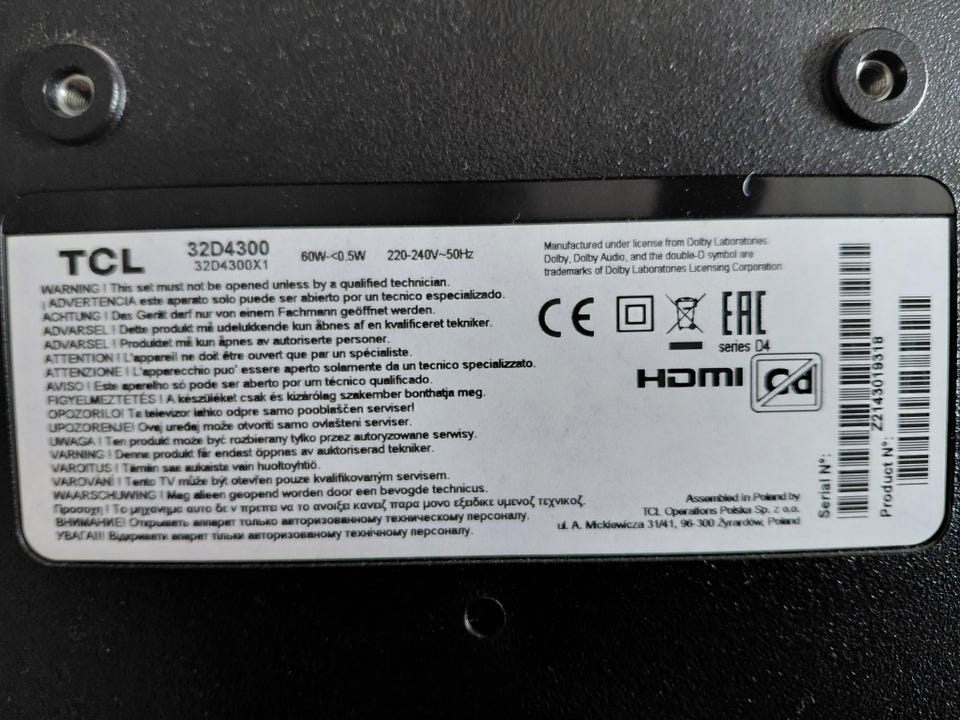 TCL
32D4300
32D4300X1
60W-<0.5W
220-240V~50Hz
Manufactured under license from Dolby Laboratories.
Dolby, Dolby Audio, and the double-D symbol are
trademarks of Dolby Laboratories Licensing Corporation.
WARNING ! This set must not be opened unless by a qualified technician.
¡ ADVERTENCIA este aparato solo puede ser abierto por un tecnico especializado.
ACHTUNG ! Das Gerät darf nur von einem Fachmann geöffnet werden.
ADVARSEL ! Dette produkt må udelukkende kun åbnes af en kvalificeret tekniker.
ADVARSEL ! Produktet må kun åpnes av autoriserte personer.
ATTENTION ! L'appareil ne doit être ouvert que par un spécialiste.
ATTENZIONE ! L'apparecchio puo' essere aperto solamente da un tecnico specializzato.
AVISO ! Este aparelho só pode ser aberto por um técnico qualificado.
FIGYELMEZTETÉS ! A készüléket csak és kizárólag szakember bonthatja meg.
OPOZORILO! Ta televizor lahko odpre samo pooblaščen serviser!
UPOZORENJE! Ovaj uređaj može otvoriti samo ovlašteni serviser.
UWAGA ! Ten produkt może być rozbierany tylko przez autoryzowane serwisy.
VARNING ! Denne produkt får endast öppnas av auktoriserad tekniker.
VAROITUS ! Tämän saa aukaista vain huoltoyhtiö.
VAROVÁNÍ ! Tento TV může být otevřen pouze kvalifikovaným servisem.
WAARSCHUWING ! Mag alleen geopend worden door een bevogde technicus.
Προσοχη ! Το μηχανημα αυτο δε ν πρεπει να το ανοιξει κανεις παρα μονο εξειδικε υμενος τεχνικος.
ВНИМАНИЕ! Открывать аппарат только авторизованному техническому персоналу.
УВАГА!!! Відкривати апарат тільки авторизованому технічному персоналу.
CE
EAC
series D4
HDMI
Cd
Pb
Assembled in Poland by
TCL Operations Polska Sp. z o.o.
ul. A. Mickiewicza 31/41, 96-300 Żyrardów, Poland
Serial N°:
Z2143019318
Product N°: